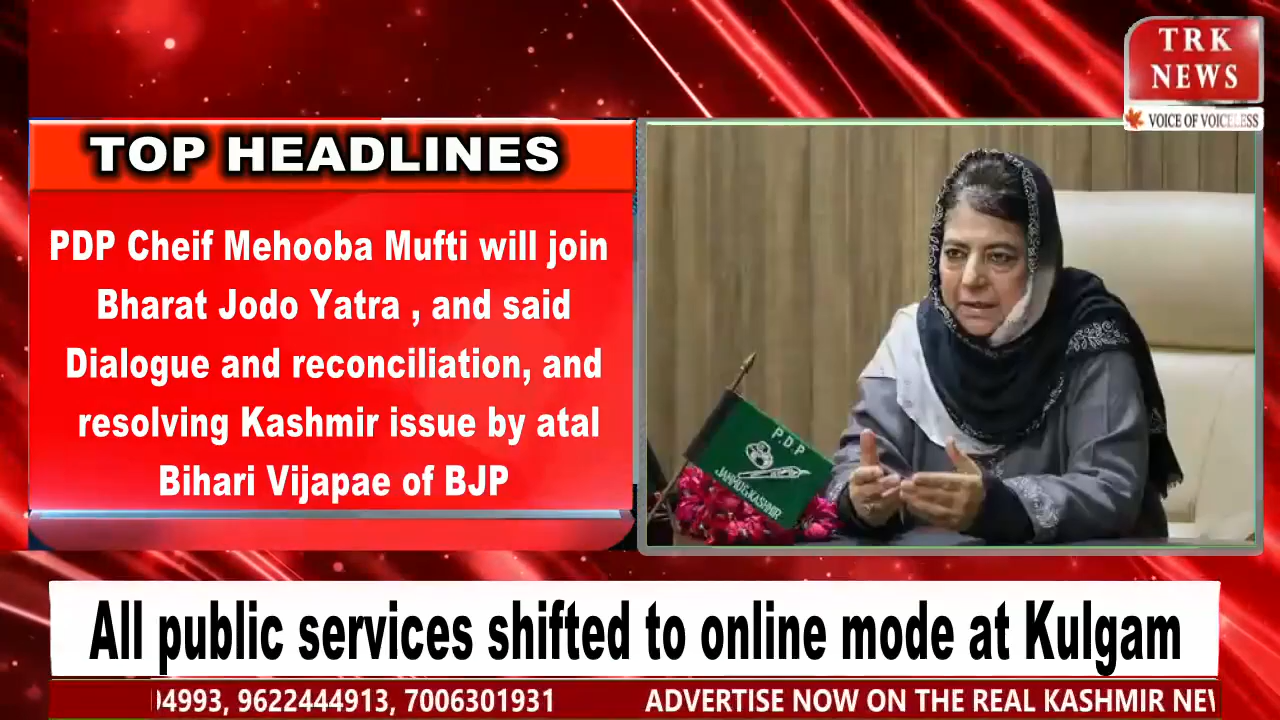 TRK
NEWS
VOICE OF VOICELESS
TOP HEADLINES
PDP Cheif Mehooba Mufti will join
Bharat Jodo Yatra , and said
Dialogue and reconciliation, and
resolving Kashmir issue by atal
Bihari Vijapae of BJP
P.D.P
JAMMU&KASHMIR
All public services shifted to online mode at Kulgam
4993, 9622444913, 7006301931 ADVERTISE NOW ON THE REAL KASHMIR